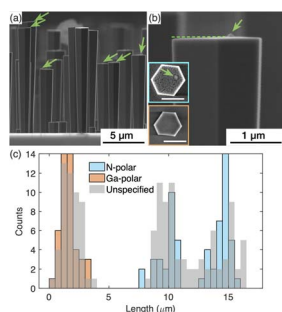 (a)
(b)
5 µm
1 µm
(c)
14
12
10
8
6
4
2
0
Counts
N-polar
Ga-polar
Unspecified
0 5 10 15
Length (µm)